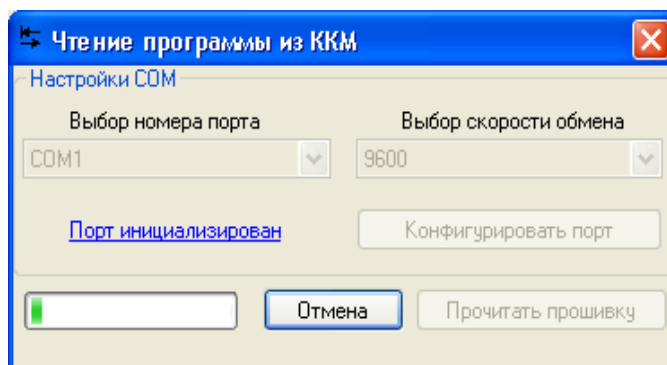 Чтение программы из ККМ
Настройки COM
Выбор номера порта Выбор скорости обмена
COM1 9600
Порт инициализирован Конфигурировать порт
Отмена Прочитать прошивку